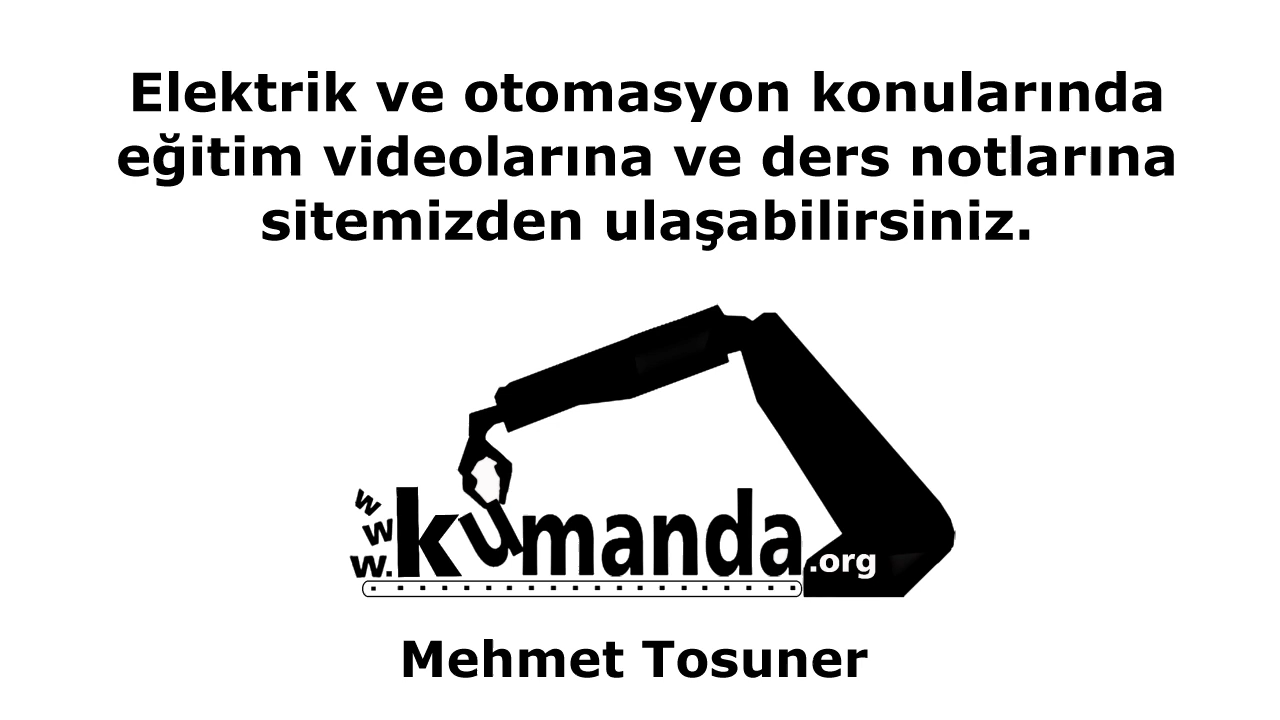 Elektrik ve otomasyon konularında
eğitim videolarına ve ders notlarına
sitemizden ulaşabilirsiniz.
www.kumanda.org
Mehmet Tosuner